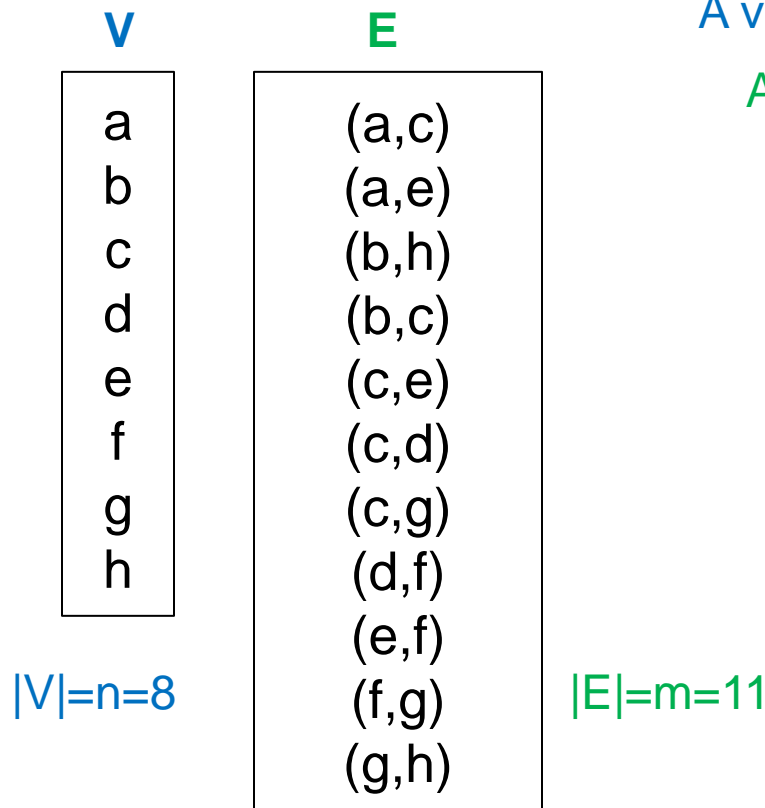 V
E
A v
A
a
b
c
d
e
f
g
h
(a,c)
(a,e)
(b,h)
(b,c)
(c,e)
(c,d)
(c,g)
(d,f)
(e,f)
(f,g)
(g,h)
|V|=n=8
|E|=m=11